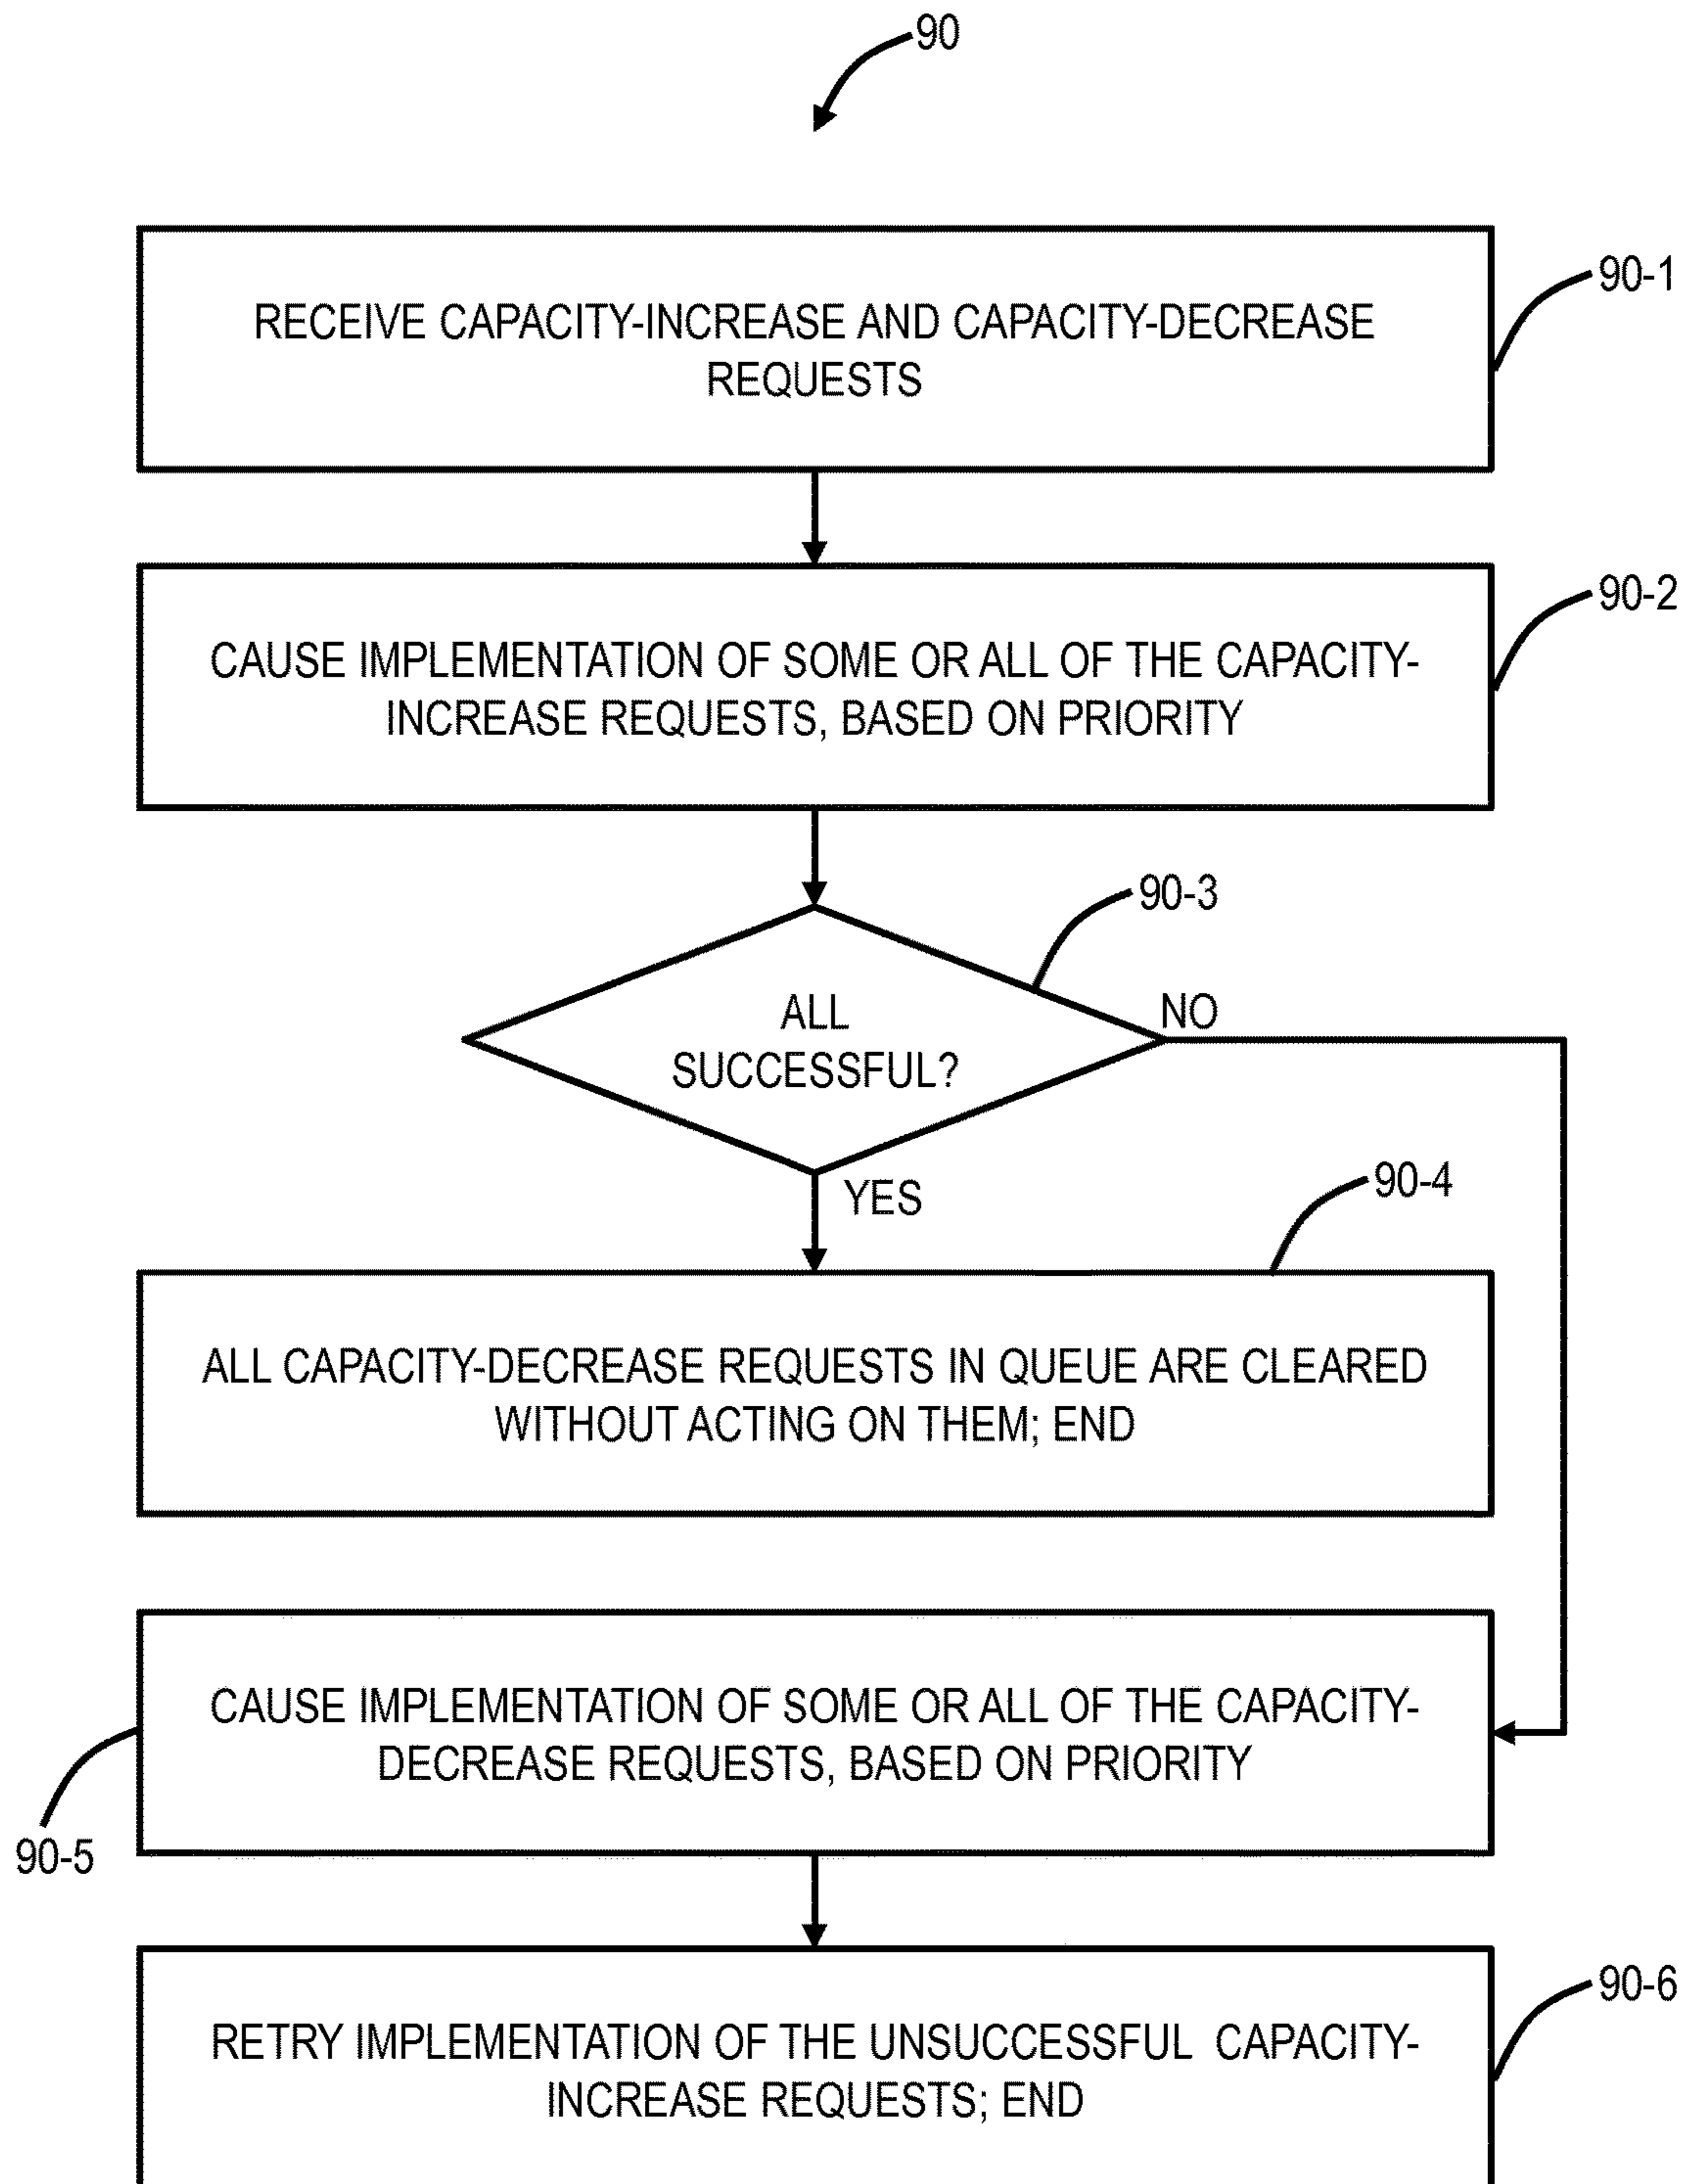 90
90-1
RECEIVE CAPACITY-INCREASE AND CAPACITY-DECREASE
REQUESTS
90-2
CAUSE IMPLEMENTATION OF SOME OR ALL OF THE CAPACITY-
INCREASE REQUESTS, BASED ON PRIORITY
90-3
ALL
SUCCESSFUL?
NO
YES
90-4
ALL CAPACITY-DECREASE REQUESTS IN QUEUE ARE CLEARED
WITHOUT ACTING ON THEM; END
CAUSE IMPLEMENTATION OF SOME OR ALL OF THE CAPACITY-
DECREASE REQUESTS, BASED ON PRIORITY
90-5
90-6
RETRY IMPLEMENTATION OF THE UNSUCCESSFUL CAPACITY-
INCREASE REQUESTS; END